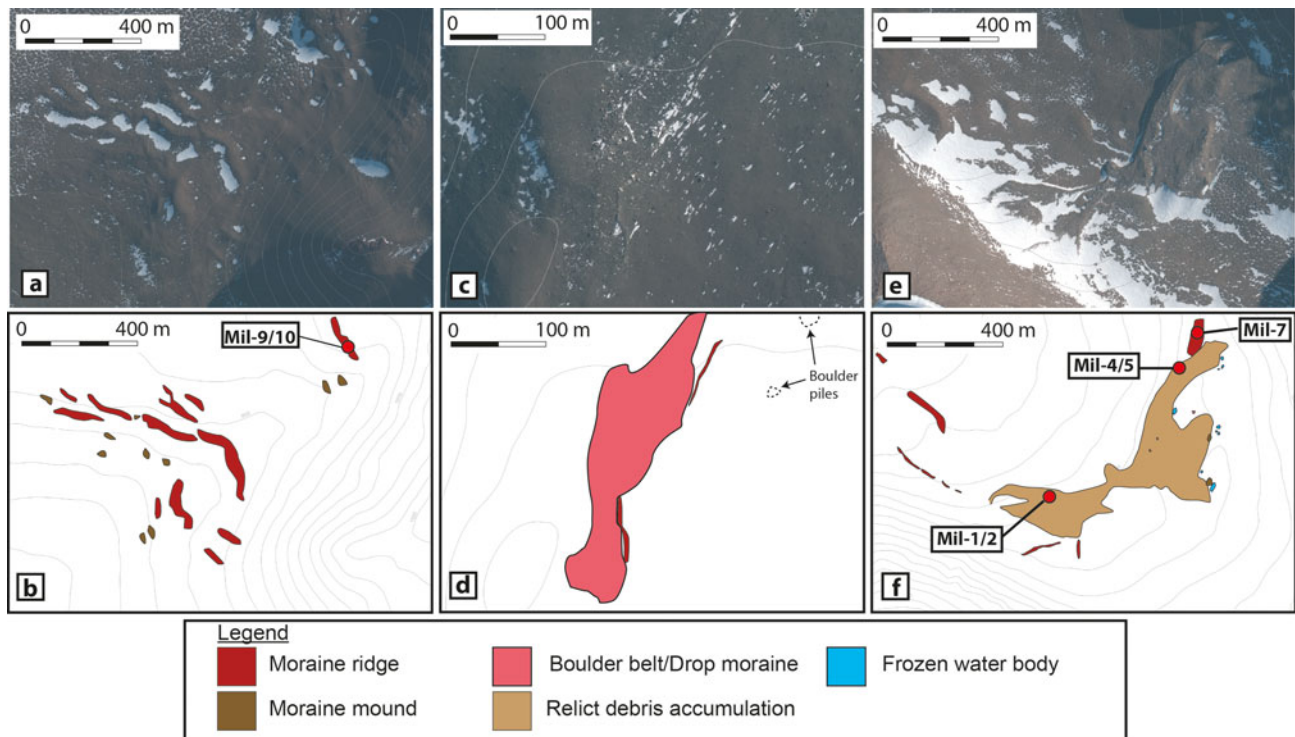 0 400 m
a
0 100 m
c
0 400 m
e
0 400 m
Mil-9/10
b
0 100 m
Boulder
piles
d
0 400 m
Mil-7
Mil-4/5
Mil-1/2
f
Legend
Moraine ridge
Boulder belt/Drop moraine
Frozen water body
Moraine mound
Relict debris accumulation